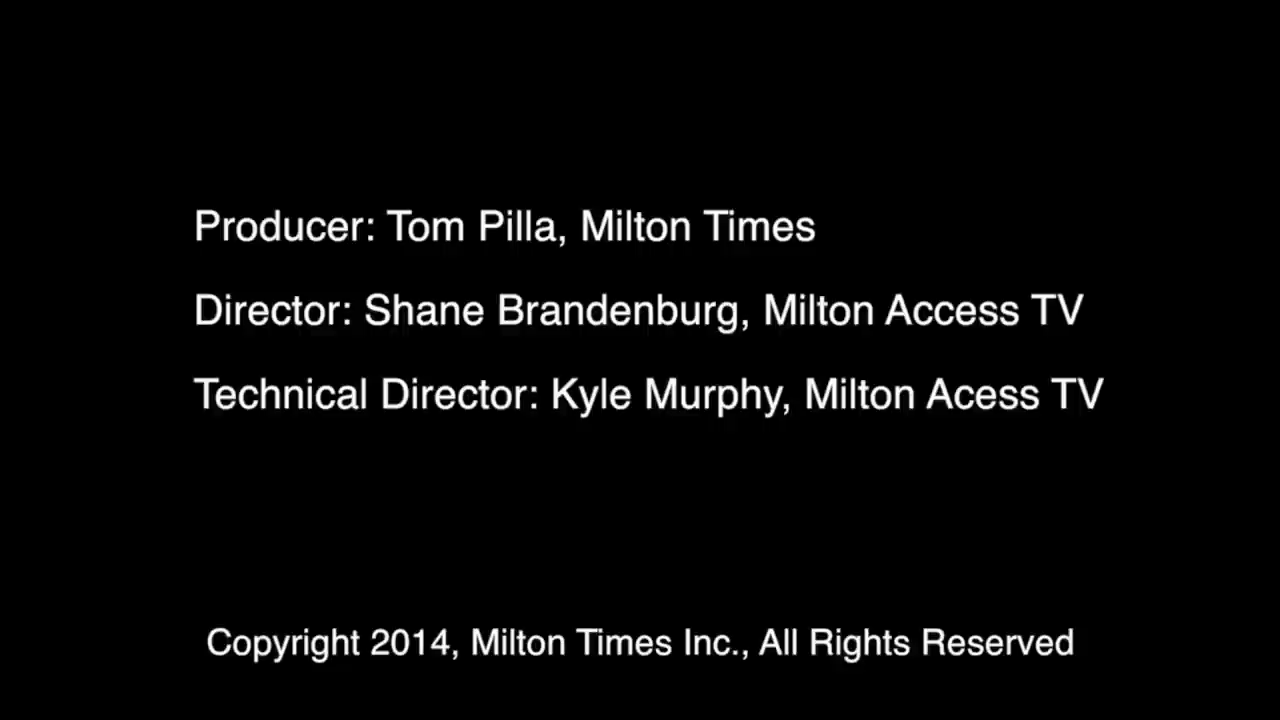 Producer: Tom Pilla, Milton Times
Director: Shane Brandenburg, Milton Access TV
Technical Director: Kyle Murphy, Milton Acess TV
Copyright 2014, Milton Times Inc., All Rights Reserved